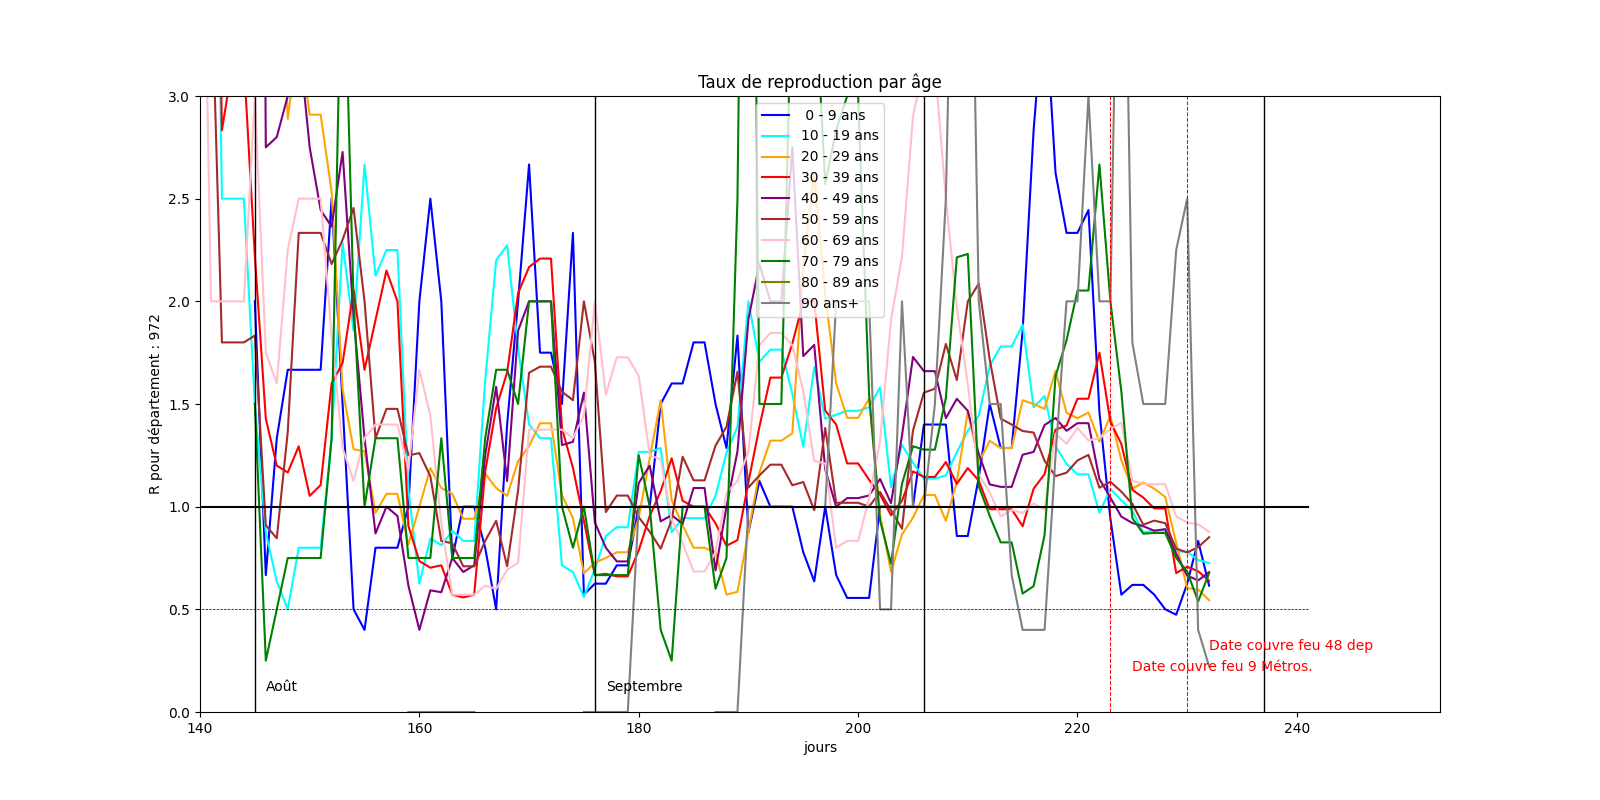 Taux de reproduction par âge
3.0
2.5
2.0
1.5
1.0
0.5
0.0
R pour département : 972
0 - 9 ans
10 - 19 ans
20 - 29 ans
30 - 39 ans
40 - 49 ans
50 - 59 ans
60 - 69 ans
70 - 79 ans
80 - 89 ans
90 ans+
Date couvre feu 48 dep
Date couvre feu 9 Métros.
Août
Septembre
140
160
180
200
220
240
jours